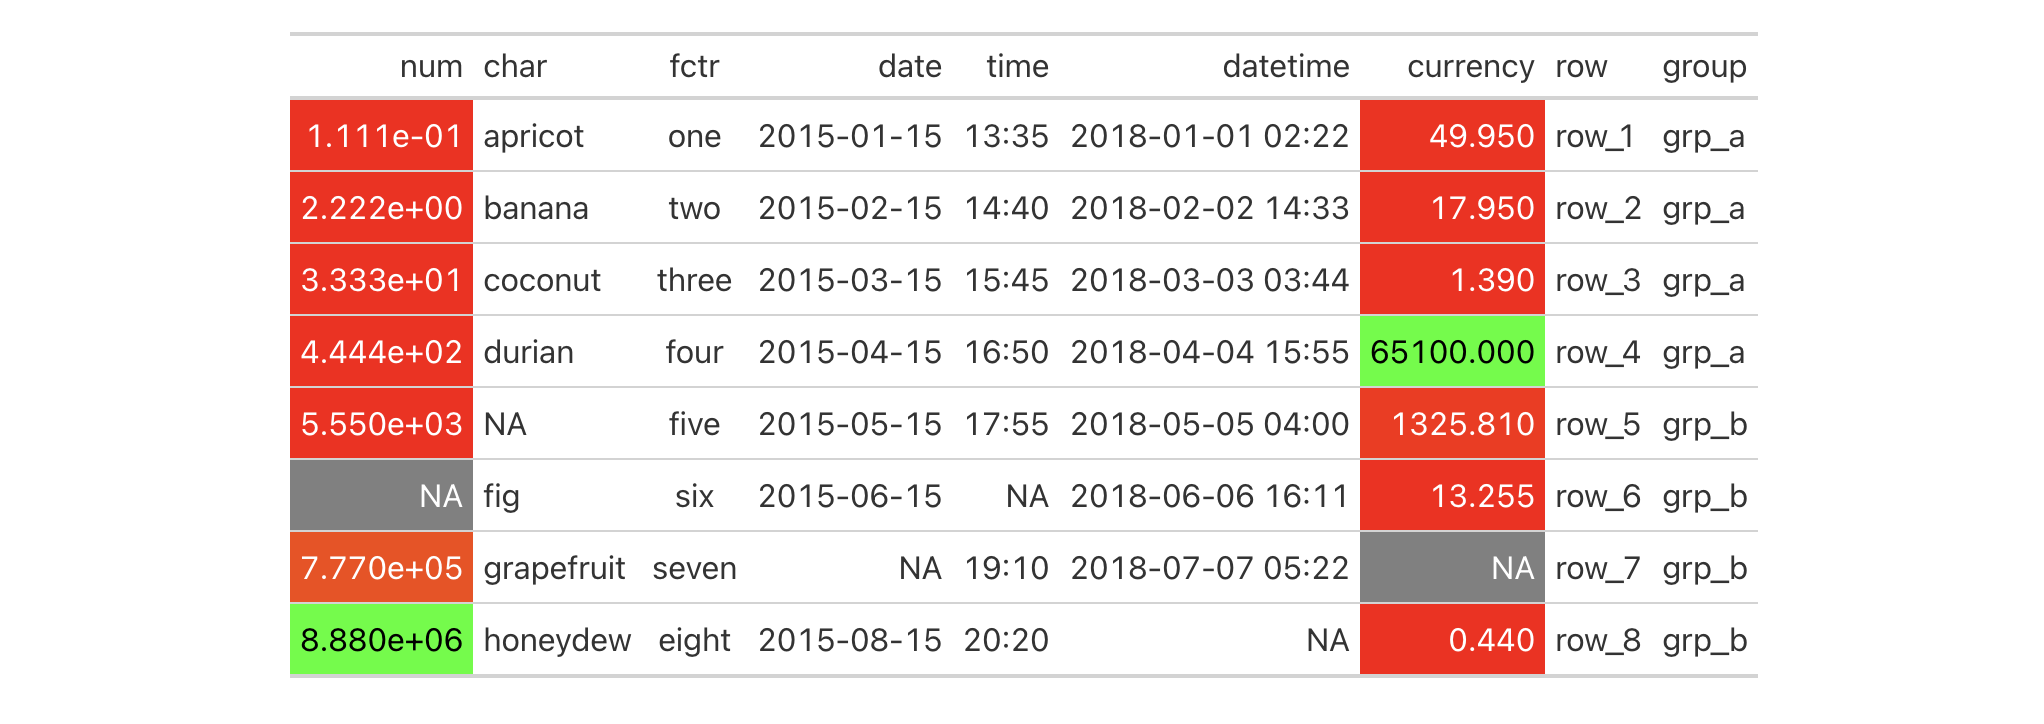 num char fctr date time datetime currency row group
1.111e-01 apricot one 2015-01-15 13:35 2018-01-01 02:22 49.950 row_1 grp_a
2.222e+00 banana two 2015-02-15 14:40 2018-02-02 14:33 17.950 row_2 grp_a
3.333e+01 coconut three 2015-03-15 15:45 2018-03-03 03:44 1.390 row_3 grp_a
4.444e+02 durian four 2015-04-15 16:50 2018-04-04 15:55 65100.000 row_4 grp_a
5.550e+03 NA five 2015-05-15 17:55 2018-05-05 04:00 1325.810 row_5 grp_b
NA fig six 2015-06-15 NA 2018-06-06 16:11 13.255 row_6 grp_b
7.770e+05 grapefruit seven NA 19:10 2018-07-07 05:22 NA row_7 grp_b
8.880e+06 honeydew eight 2015-08-15 20:20 NA 0.440 row_8 grp_b